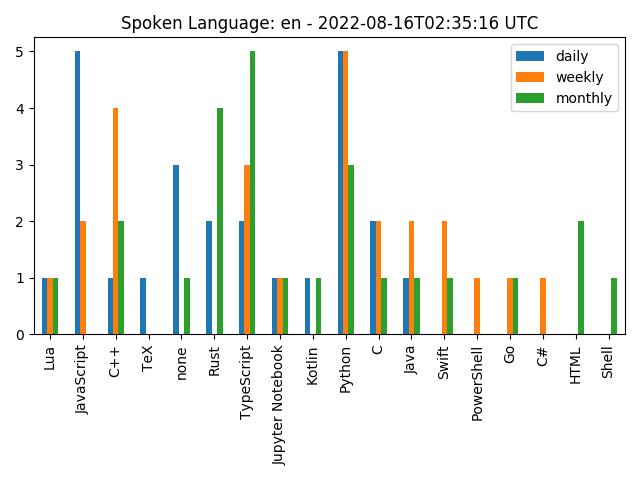 Spoken Language: en - 2022-08-16T02:35:16 UTC
daily
weekly
monthly
5
4
3
2
1
0
Lua
JavaScript
C++
TeX
none
Rust
TypeScript
Jupyter Notebook
Kotlin
Python
C
Java
Swift
PowerShell
Go
C#
HTML
Shell